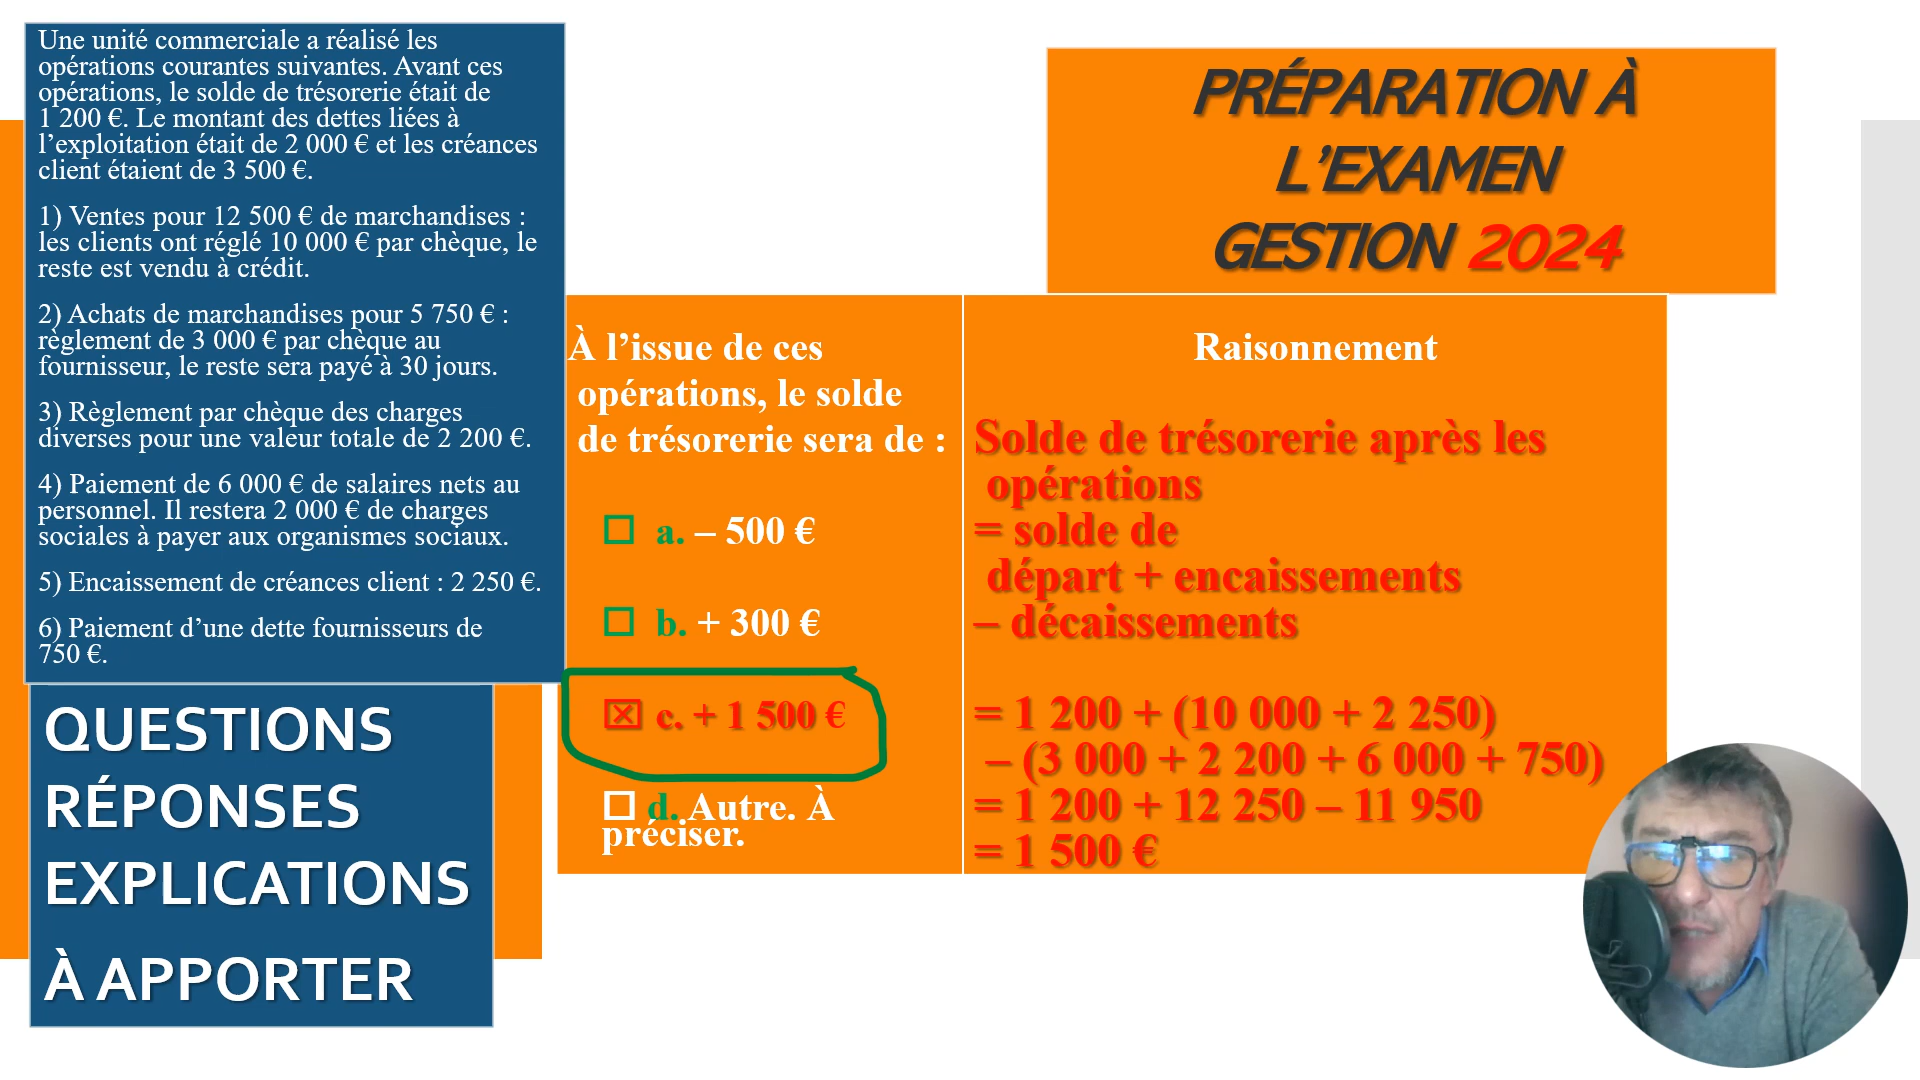 Une unité commerciale a réalisé les
opérations courantes suivantes. Avant ces
opérations, le solde de trésorerie était de
1 200 €. Le montant des dettes liées à
l’exploitation était de 2 000 € et les créances
client étaient de 3 500 €.
1) Ventes pour 12 500 € de marchandises :
les clients ont réglé 10 000 € par chèque, le
reste est vendu à crédit.
2) Achats de marchandises pour 5 750 € :
règlement de 3 000 € par chèque au
fournisseur, le reste sera payé à 30 jours.
3) Règlement par chèque des charges
diverses pour une valeur totale de 2 200 €.
4) Paiement de 6 000 € de salaires nets au
personnel. Il restera 2 000 € de charges
sociales à payer aux organismes sociaux.
5) Encaissement de créances client : 2 250 €.
6) Paiement d’une dette fournisseurs de
750 €.
QUESTIONS
RÉPONSES
EXPLICATIONS
À APPORTER
PRÉPARATION À
L’EXAMEN
GESTION 2024
À l’issue de ces
opérations, le solde
de trésorerie sera de :
☐ a. – 500 €
☐ b. + 300 €
☒ c. + 1 500 €
☐ d. Autre. À
préciser.
Raisonnement
Solde de trésorerie après les
opérations
= solde de
départ + encaissements
– décaissements
= 1 200 + (10 000 + 2 250)
– (3 000 + 2 200 + 6 000 + 750)
= 1 200 + 12 250 – 11 950
= 1 500 €